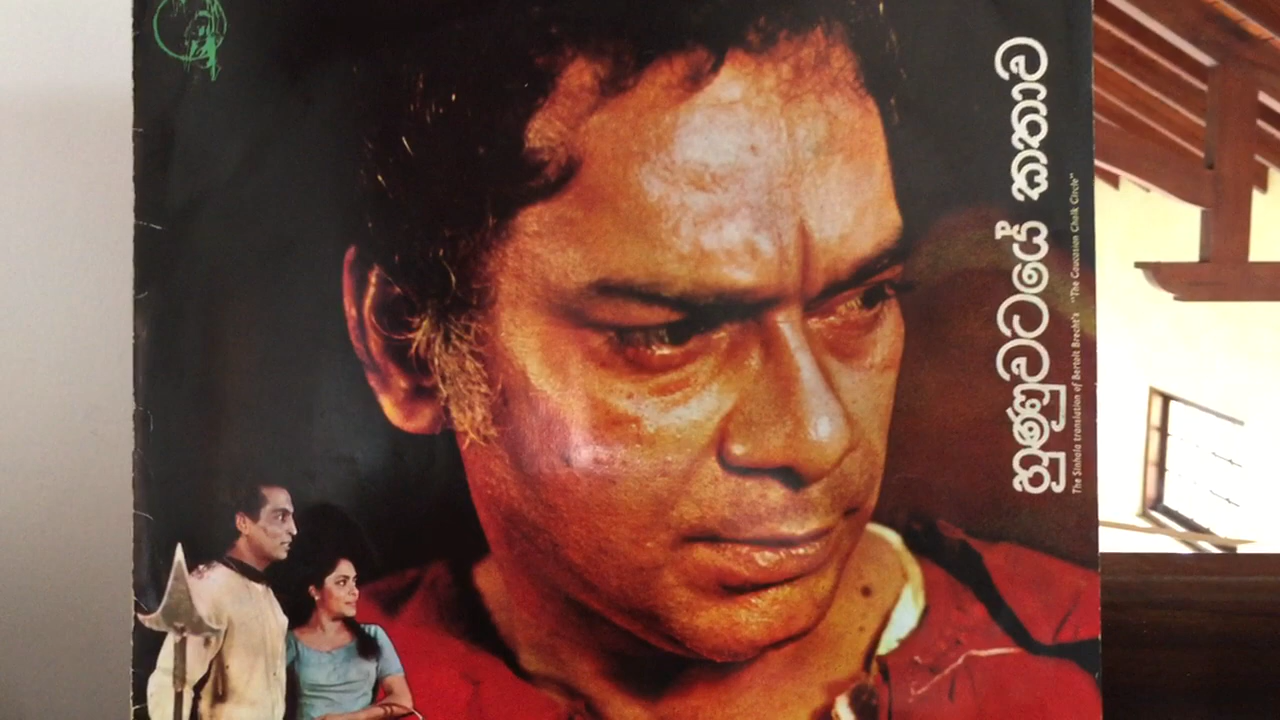 හුණුවටයේ කතාව
The Sinhala translation of Bertolt Brecht's "The Caucasian Chalk Circle"